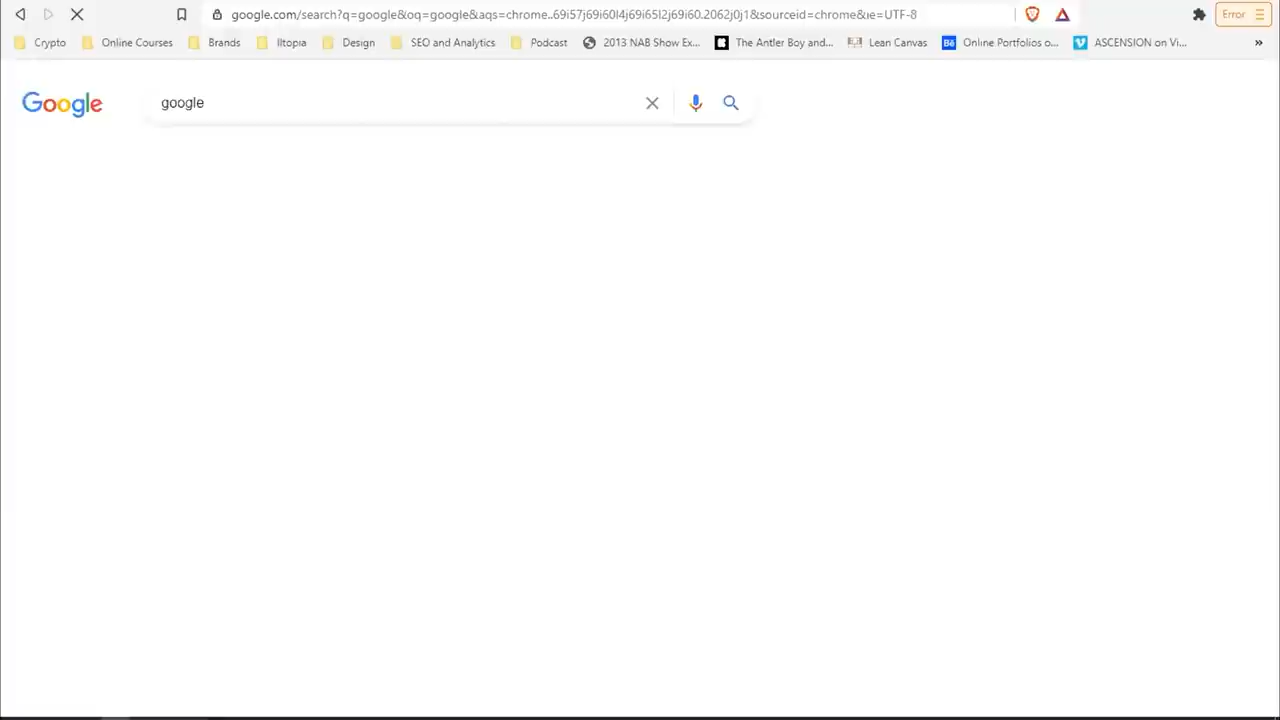 google.com/search?q=google&oq=google&aqs=chrome..69i57j69i60l4j69i65l2j69i60.2062j0j1&sourceid=chrome&ie=UTF-8 Error
Crypto Online Courses Brands Iltopia Design SEO and Analytics Podcast 2013 NAB Show Ex... The Antler Boy and... Lean Canvas Bē Online Portfolios o... ASCENSION on Vi... »
Google google